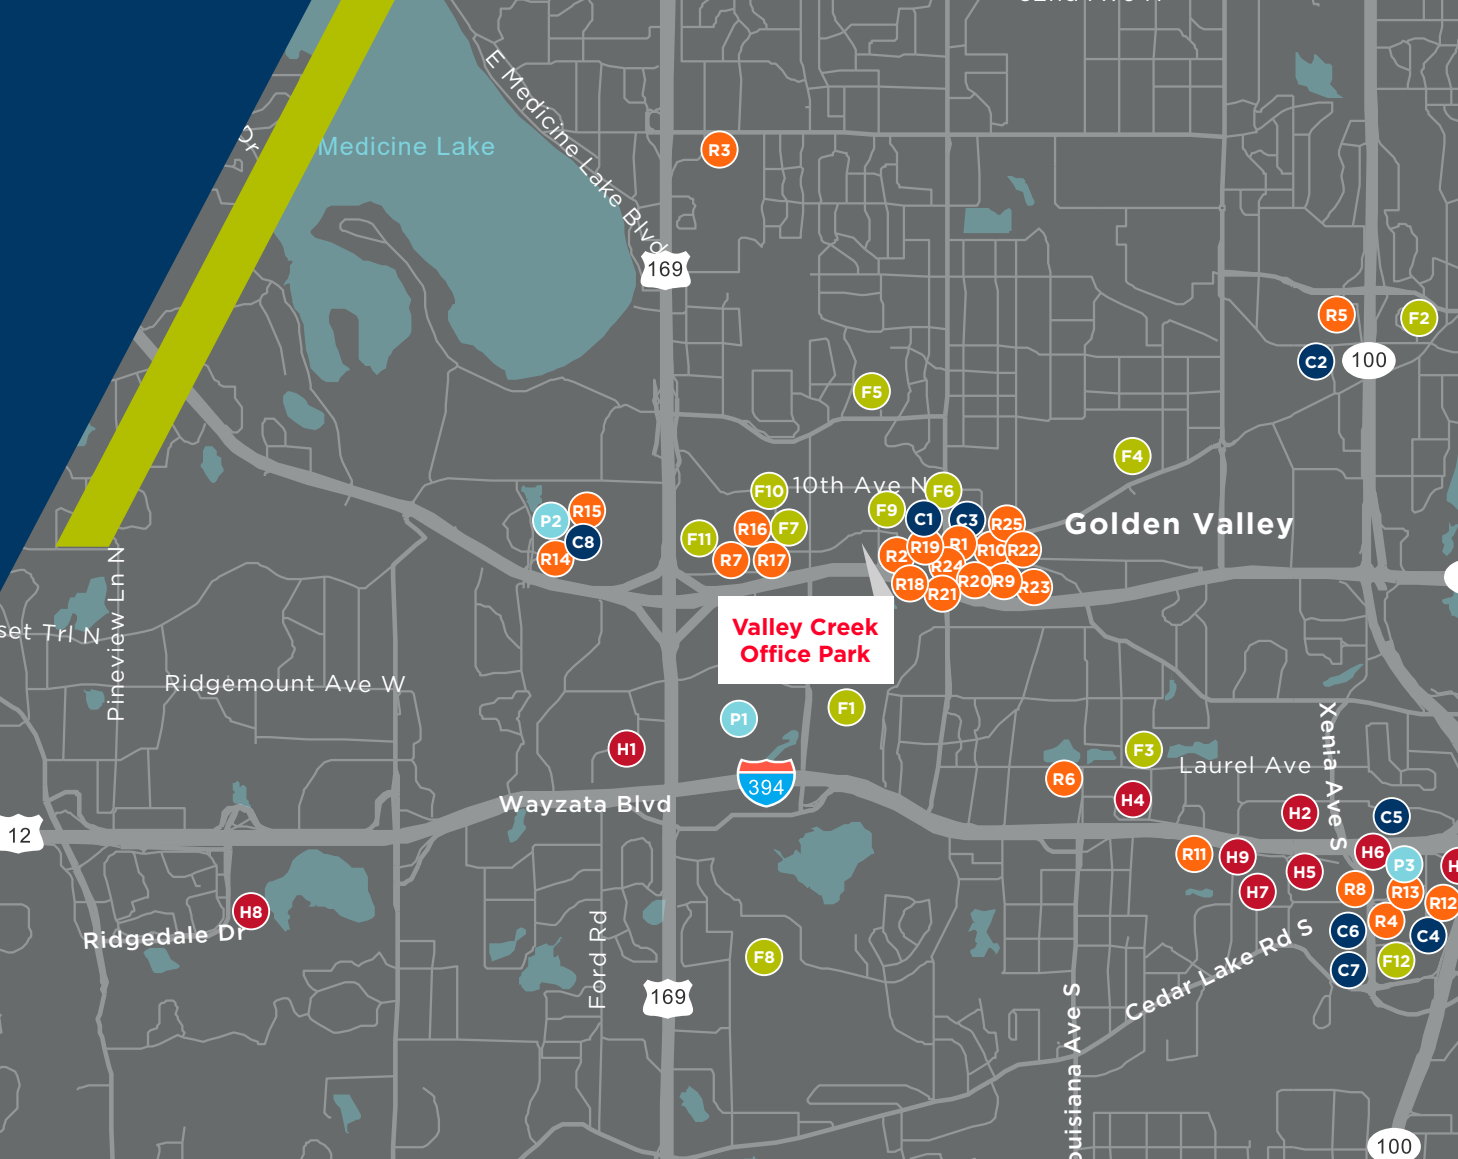 E Medicine Lake Blvd
Dr
Medicine Lake
R3
169
R5
F2
C2
100
F5
F4
10th Ave N
F10
F6
F9
C1
C3
R25
Golden Valley
P2
R15
C8
R14
F11
R16
F7
R7
R17
R2
R19
R1
R10
R22
R24
R18
R21
R20
R9
R23
Valley Creek
Office Park
set Trl N
Pineview Ln N
Ridgemount Ave W
P1
F1
H1
394
Wayzata Blvd
F3
Laurel Ave
Xenia Ave S
R6
H4
H2
C5
12
R11
H9
H7
H5
H6
P3
H
R8
R13
R12
R4
C6
C4
C7
F12
H8
Ridgedale Dr
Ford Rd
F8
169
Cedar Lake Rd S
ouisiana Ave S
100